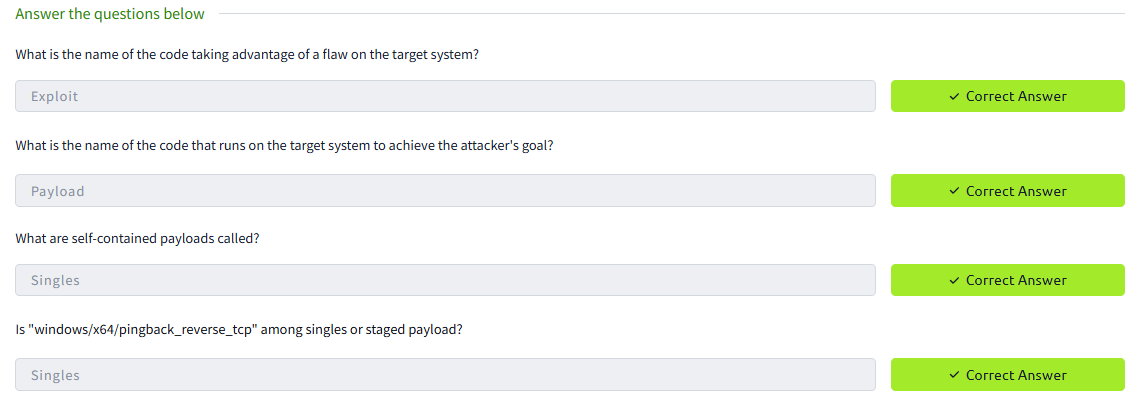 Answer the questions below
What is the name of the code taking advantage of a flaw on the target system?
Exploit
✓ Correct Answer
What is the name of the code that runs on the target system to achieve the attacker's goal?
Payload
✓ Correct Answer
What are self-contained payloads called?
Singles
✓ Correct Answer
Is "windows/x64/pingback_reverse_tcp" among singles or staged payload?
Singles
✓ Correct Answer